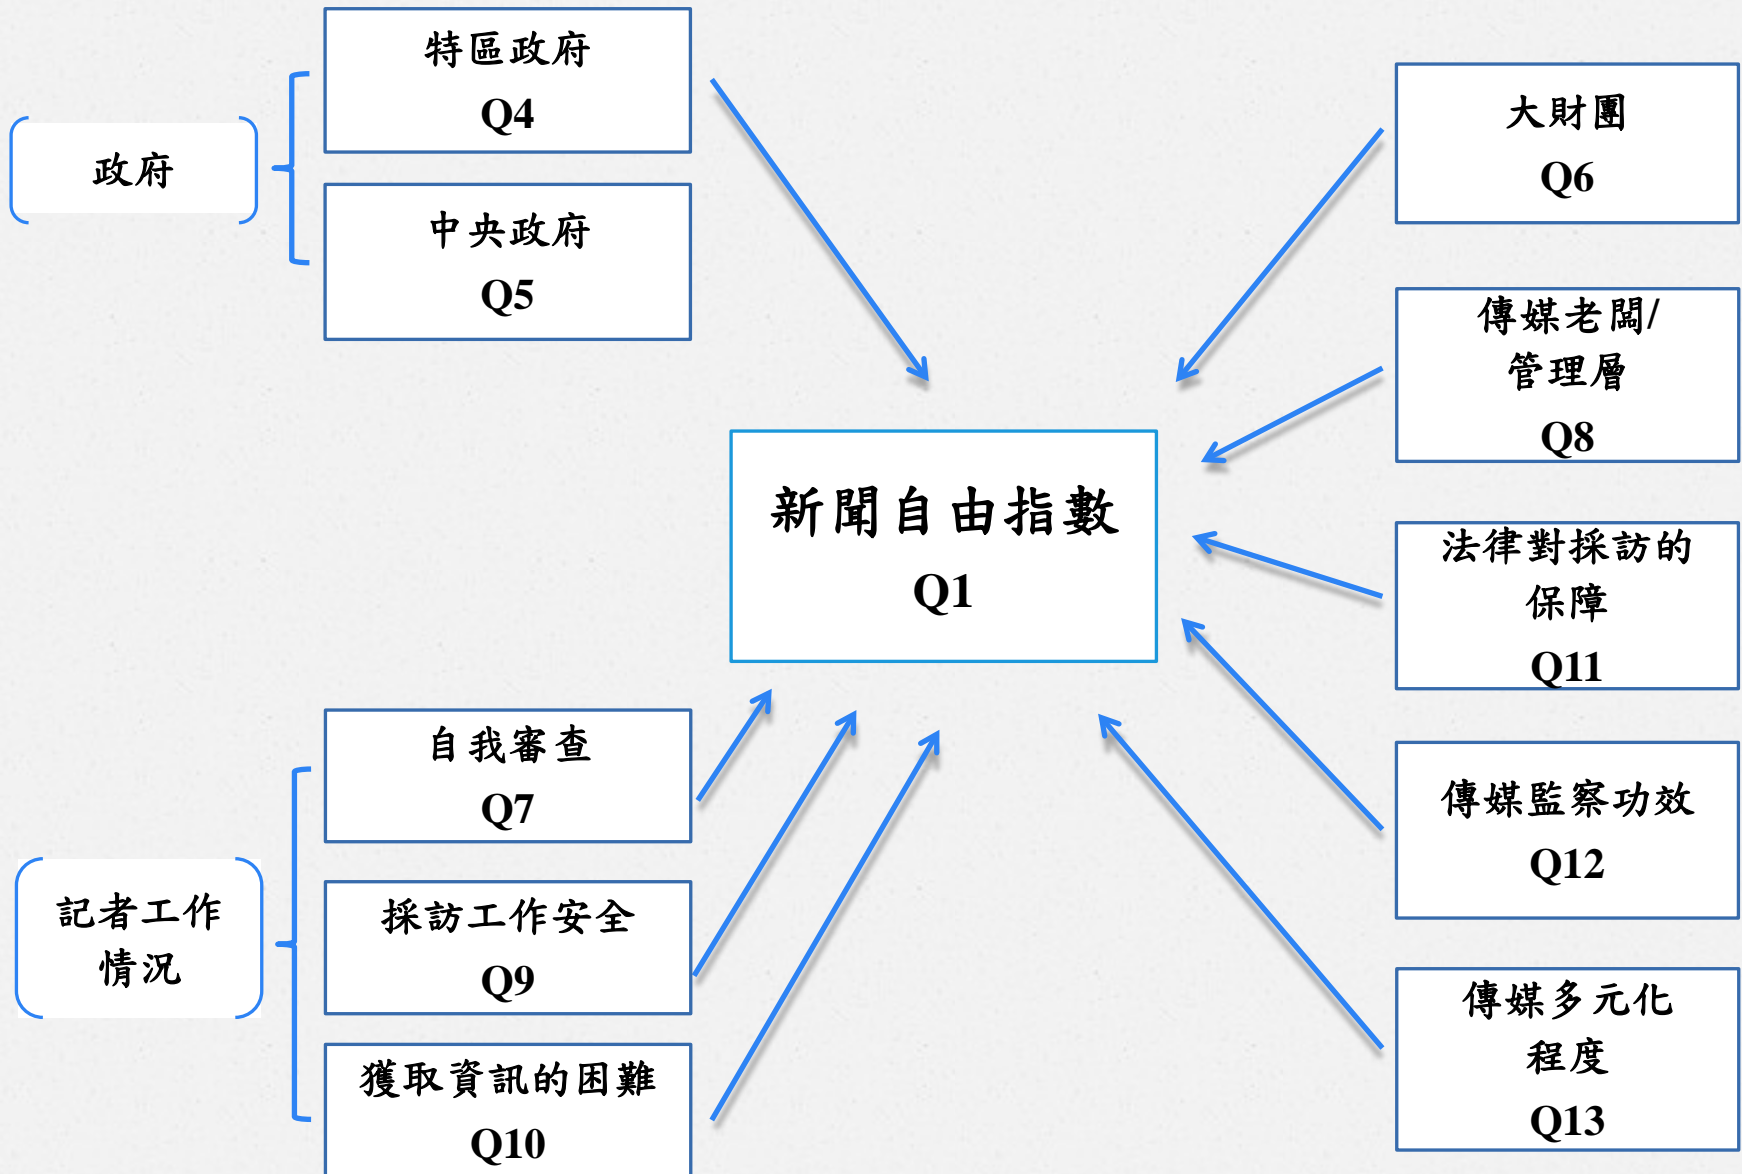 政府
特區政府
Q4
中央政府
Q5
大財團
Q6
傳媒老闆/
管理層
Q8
新聞自由指數
Q1
法律對採訪的
保障
Q11
記者工作
情況
自我審查
Q7
採訪工作安全
Q9
獲取資訊的困難
Q10
傳媒監察功效
Q12
傳媒多元化
程度
Q13